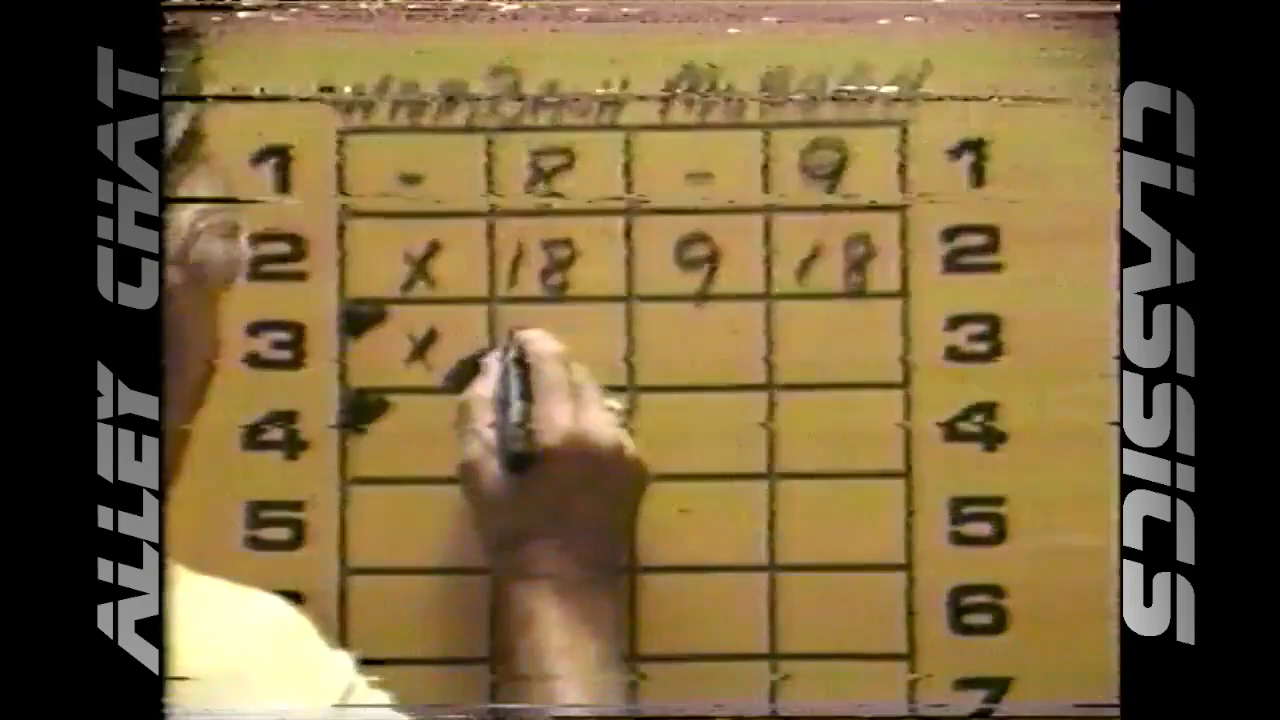 ALLEY CHAT
CLASSICS
1 - 8 - 9 1
2 X 18 9 18 2
3 X 3
4 4
5 5
6
7